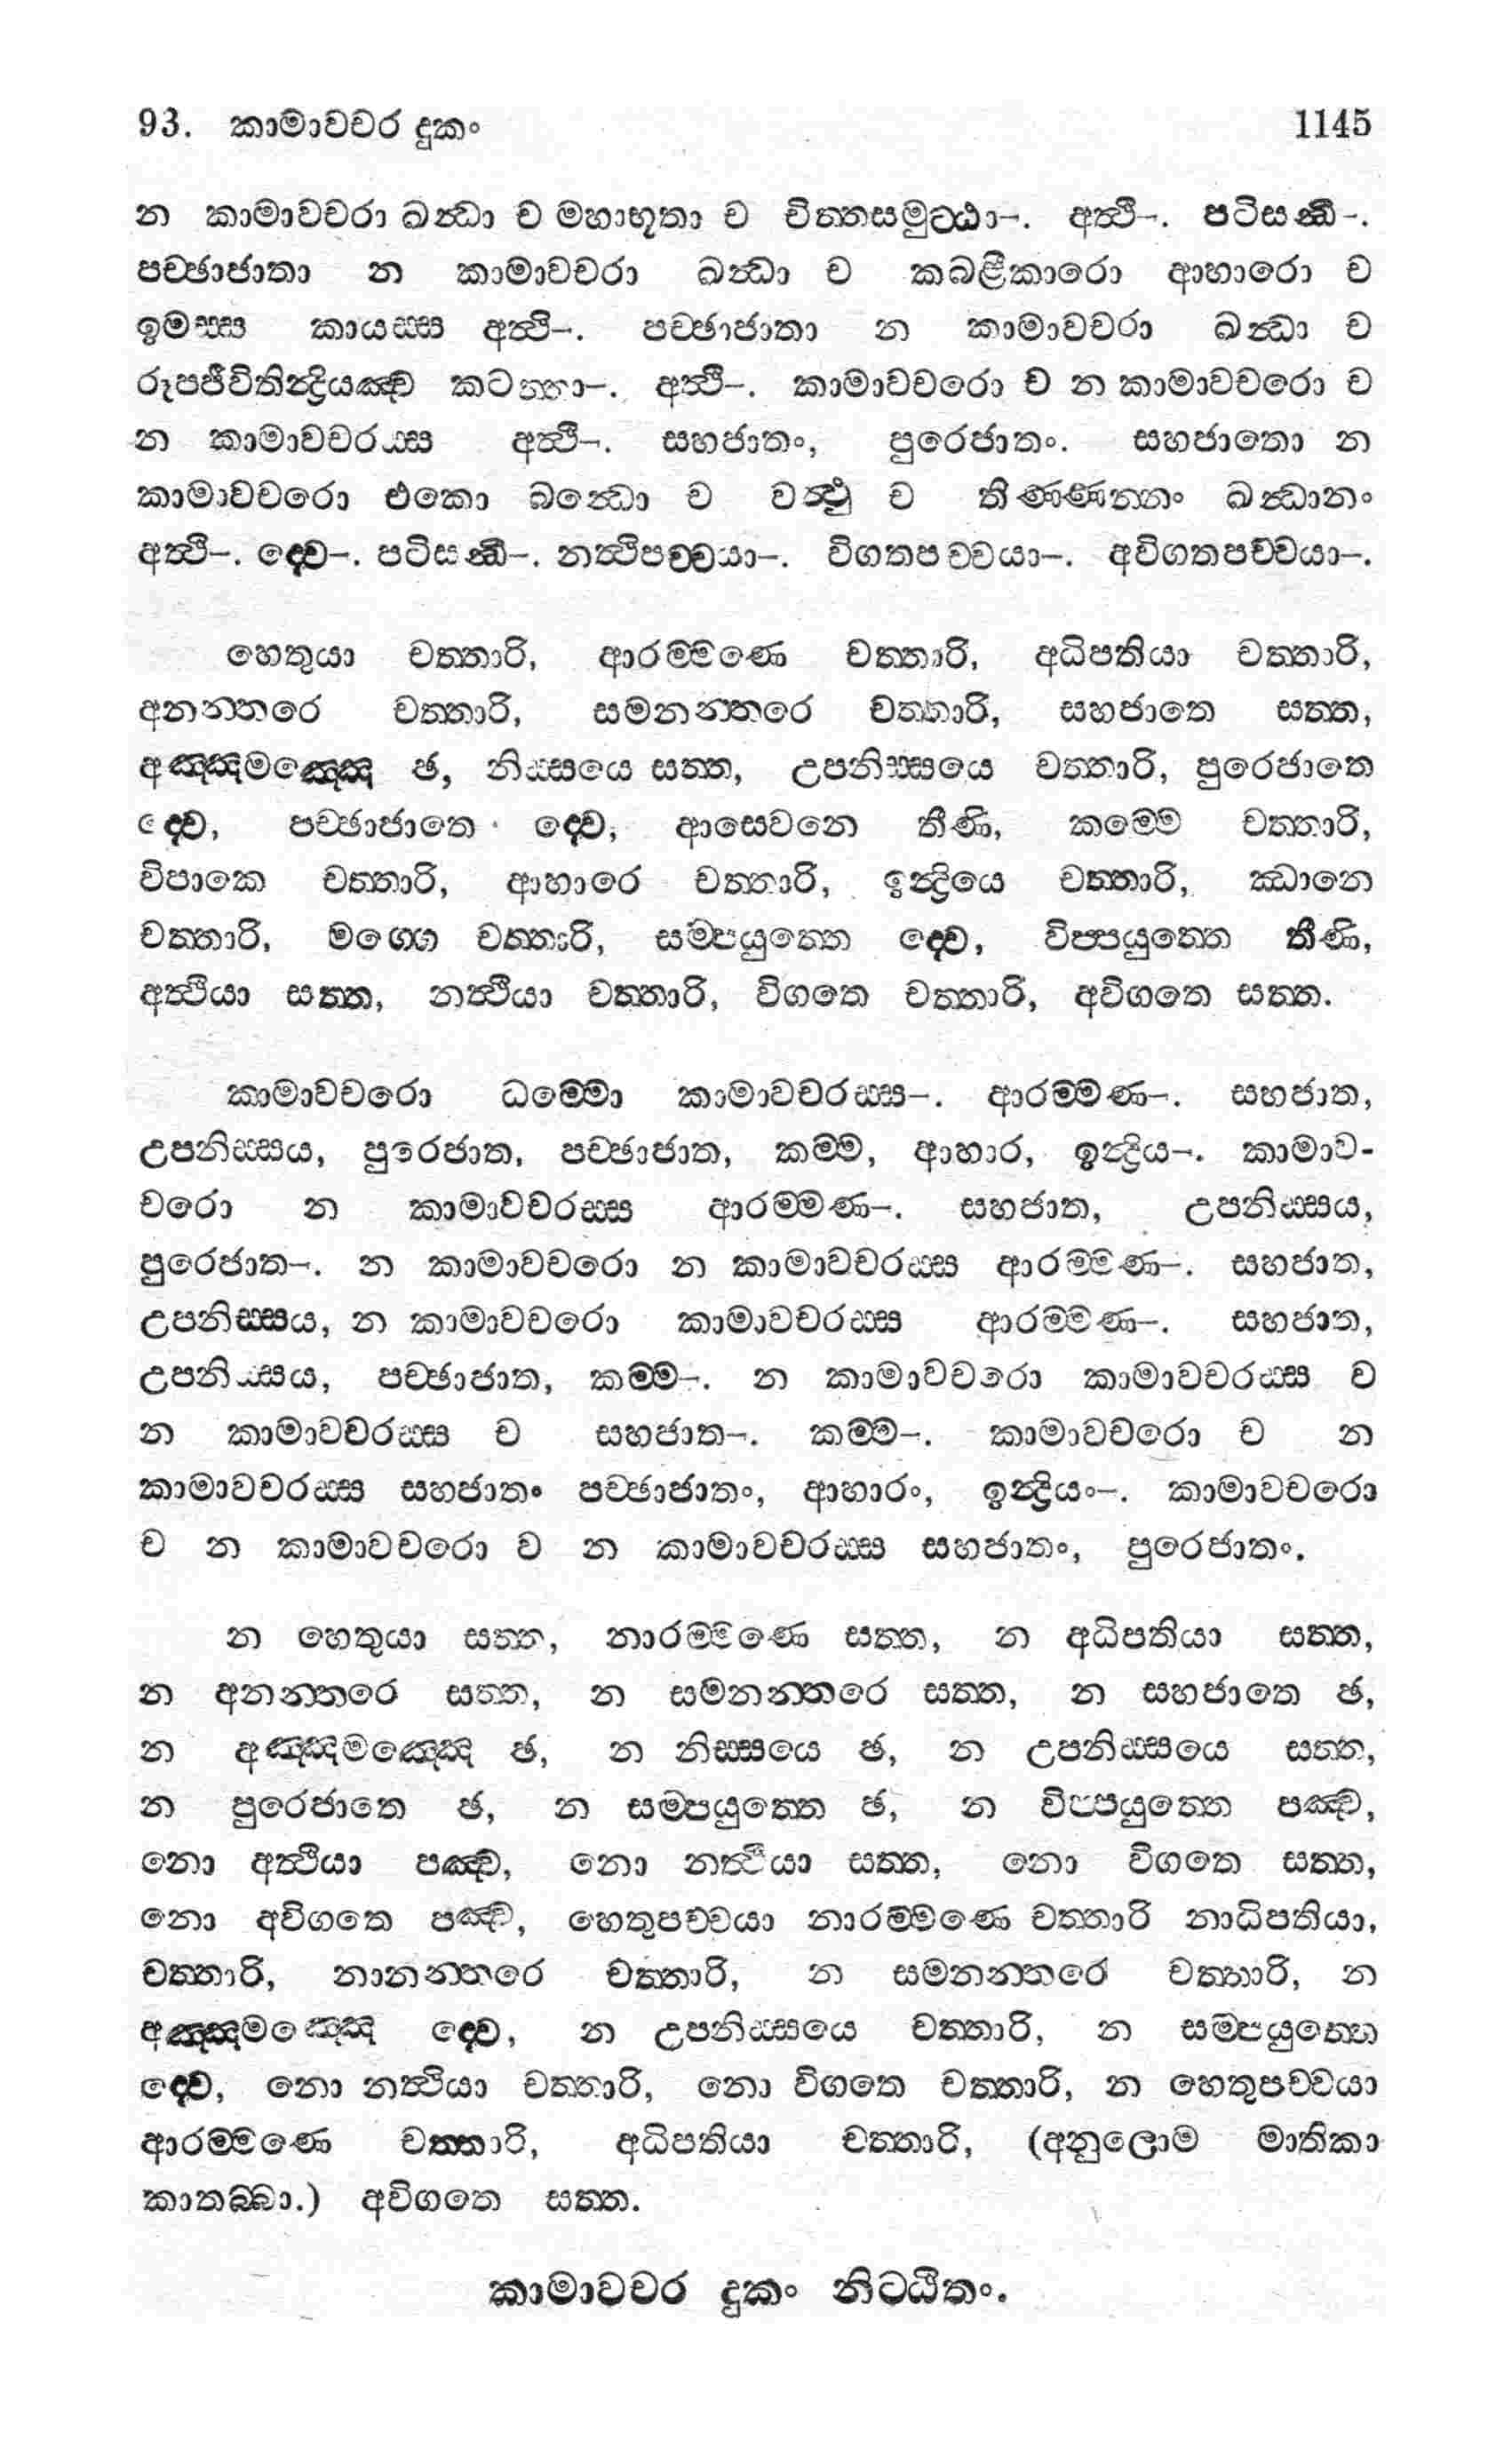 93. කාමාවචර දුකං 1145
න කාමාවචරා ඛන්‍ධා ච මහාභූතා ච චිත්‍තසමුට්‍ඨා–. අත්‍ථි–. පටිසන්‍ධි–.
පච්ඡාජාතා න කාමාවචරා ඛන්‍ධා ච කබළීකාරො ආහාරො ච
ඉමස්ස කායස්ස අත්‍ථි–. පච්ඡාජාතා න කාමාවචරා ඛන්‍ධා ච
රූපජීවිතින්‍ද්‍රියඤ්ච කටත්‍තා–. අත්‍ථි–. කාමාවචරො ච න කාමාවචරො ච
න කාමාවචරස්ස අත්‍ථි–. සහජාතං, පුරෙජාතං. සහජාතො න
කාමාවචරො එකො ඛන්‍ධො ච වත්‍ථු ච තිණ්ණන්නං ඛන්‍ධානං
අත්‍ථි–. ද්‍වෙ–. පටිසන්‍ධි–. නත්‍ථිපච්චයා–. විගතපච්චයා–. අවිගතපච්චයා–.
හෙතුයා චත්‍තාරි, ආරම්මණෙ චත්‍තාරි, අධිපතියා චත්‍තාරි,
අනන්‍තරෙ චත්‍තාරි, සමනන්‍තරෙ චත්‍තාරි, සහජාතෙ සත්‍ත,
අඤ්ඤමඤ්ඤෙ ඡ, නිස්සයෙ සත්‍ත, උපනිස්සයෙ චත්‍තාරි, පුරෙජාතෙ
ද්‍වෙ, පච්ඡාජාතෙ ද්‍වෙ, ආසෙවනෙ තීණි, කම්මෙ චත්‍තාරි,
විපාකෙ චත්‍තාරි, ආහාරෙ චත්‍තාරි, ඉන්‍ද්‍රියෙ චත්‍තාරි, ඣානෙ
චත්‍තාරි, මග්ගෙ චත්‍තාරි, සම්පයුත්‍තෙ ද්‍වෙ, විප්පයුත්‍තෙ තීණි,
අත්‍ථියා සත්‍ත, නත්‍ථියා චත්‍තාරි, විගතෙ චත්‍තාරි, අවිගතෙ සත්‍ත.
කාමාවචරො ධම්මො කාමාවචරස්ස–. ආරම්මණ–. සහජාත,
උපනිස්සය, පුරෙජාත, පච්ඡාජාත, කම්ම, ආහාර, ඉන්‍ද්‍රිය–. කාමාව-
චරො න කාමාවචරස්ස ආරම්මණ–. සහජාත, උපනිස්සය,
පුරෙජාත–. න කාමාවචරො න කාමාවචරස්ස ආරම්මණ–. සහජාත,
උපනිස්සය, න කාමාවචරො කාමාවචරස්ස ආරම්මණ–. සහජාත,
උපනිස්සය, පච්ඡාජාත, කම්ම–. න කාමාවචරො කාමාවචරස්ස ච
න කාමාවචරස්ස ච සහජාත–. කම්ම–. කාමාවචරො ච න
කාමාවචරස්ස සහජාතං පච්ඡාජාතං, ආහාරං, ඉන්‍ද්‍රියං–. කාමාවචරො
ච න කාමාවචරො ච න කාමාවචරස්ස සහජාතං, පුරෙජාතං.
න හෙතුයා සත්‍ත, නාරම්මණෙ සත්‍ත, න අධිපතියා සත්‍ත,
න අනන්‍තරෙ සත්‍ත, න සමනන්‍තරෙ සත්‍ත, න සහජාතෙ ඡ,
න අඤ්ඤමඤ්ඤෙ ඡ, න නිස්සයෙ ඡ, න උපනිස්සයෙ සත්‍ත,
න පුරෙජාතෙ ඡ, න සම්පයුත්‍තෙ ඡ, න විප්පයුත්‍තෙ පඤ්ච,
නො අත්‍ථියා පඤ්ච, නො නත්‍ථියා සත්‍ත, නො විගතෙ සත්‍ත,
නො අවිගතෙ පඤ්ච, හෙතුපච්චයා නාරම්මණෙ චත්‍තාරි නාධිපතියා,
චත්‍තාරි, නානන්‍තරෙ චත්‍තාරි, න සමනන්‍තරෙ චත්‍තාරි, න
අඤ්ඤමඤ්ඤෙ ද්‍වෙ, න උපනිස්සයෙ චත්‍තාරි, න සම්පයුත්‍තෙ
ද්‍වෙ, නො නත්‍ථියා චත්‍තාරි, නො විගතෙ චත්‍තාරි, න හෙතුපච්චයා
ආරම්මණෙ චත්‍තාරි, අධිපතියා චත්‍තාරි, (අනුලොම මාතිකා
කාතබ්බා.) අවිගතෙ සත්‍ත.
කාමාවචර දුකං නිට්ඨිතං.